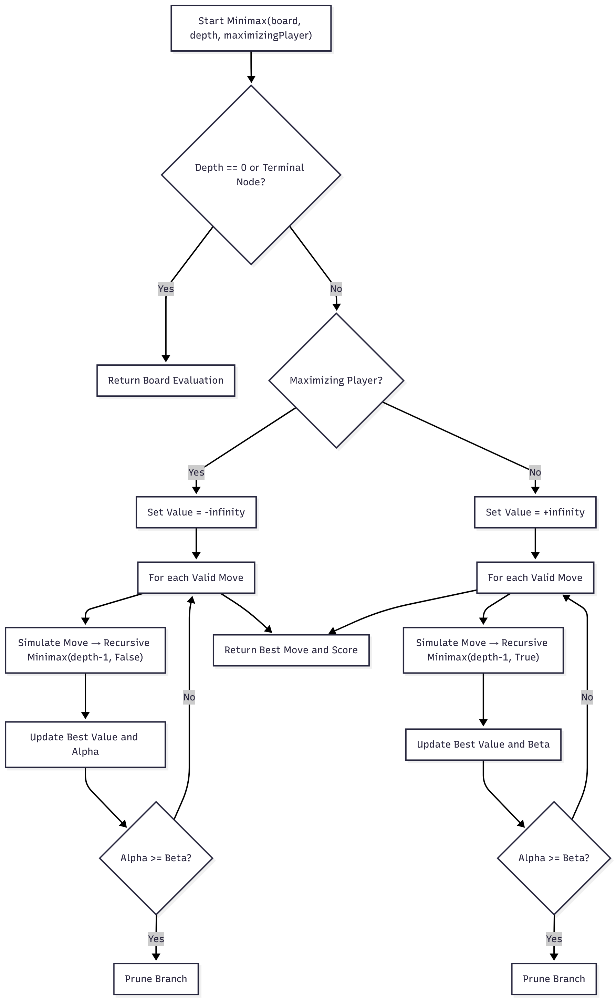 Start Minimax(board,
depth, maximizingPlayer)
Depth == 0 or Terminal
Node?
Yes
No
Return Board Evaluation
Maximizing Player?
Yes
No
Set Value = -infinity
Set Value = +infinity
For each Valid Move
For each Valid Move
Simulate Move → Recursive
Minimax(depth-1, False)
Return Best Move and Score
Simulate Move → Recursive
Minimax(depth-1, True)
No
No
Update Best Value and
Alpha
Update Best Value and Beta
Alpha >= Beta?
Alpha >= Beta?
Yes
Yes
Prune Branch
Prune Branch